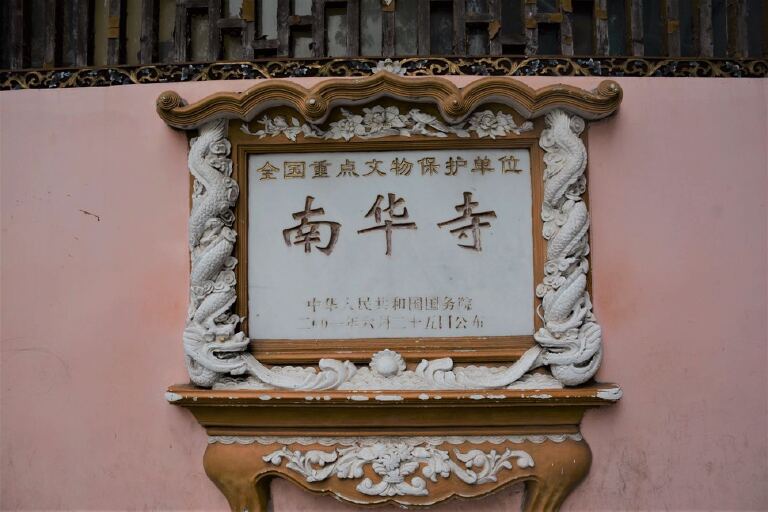 全国重点文物保护单位
南华寺
中华人民共和国国务院
二〇〇一年六月二十五日公布